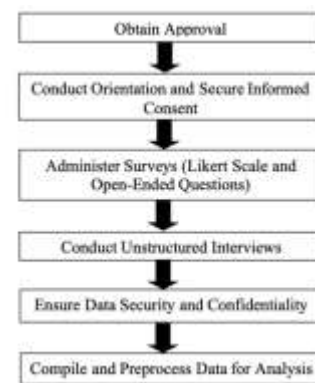 Obtain Approval
Conduct Orientation and Secure Informed
Consent
Administer Surveys (Likert Scale and
Open-Ended Questions)
Conduct Unstructured Interviews
Ensure Data Security and Confidentiality
Compile and Preprocess Data for Analysis